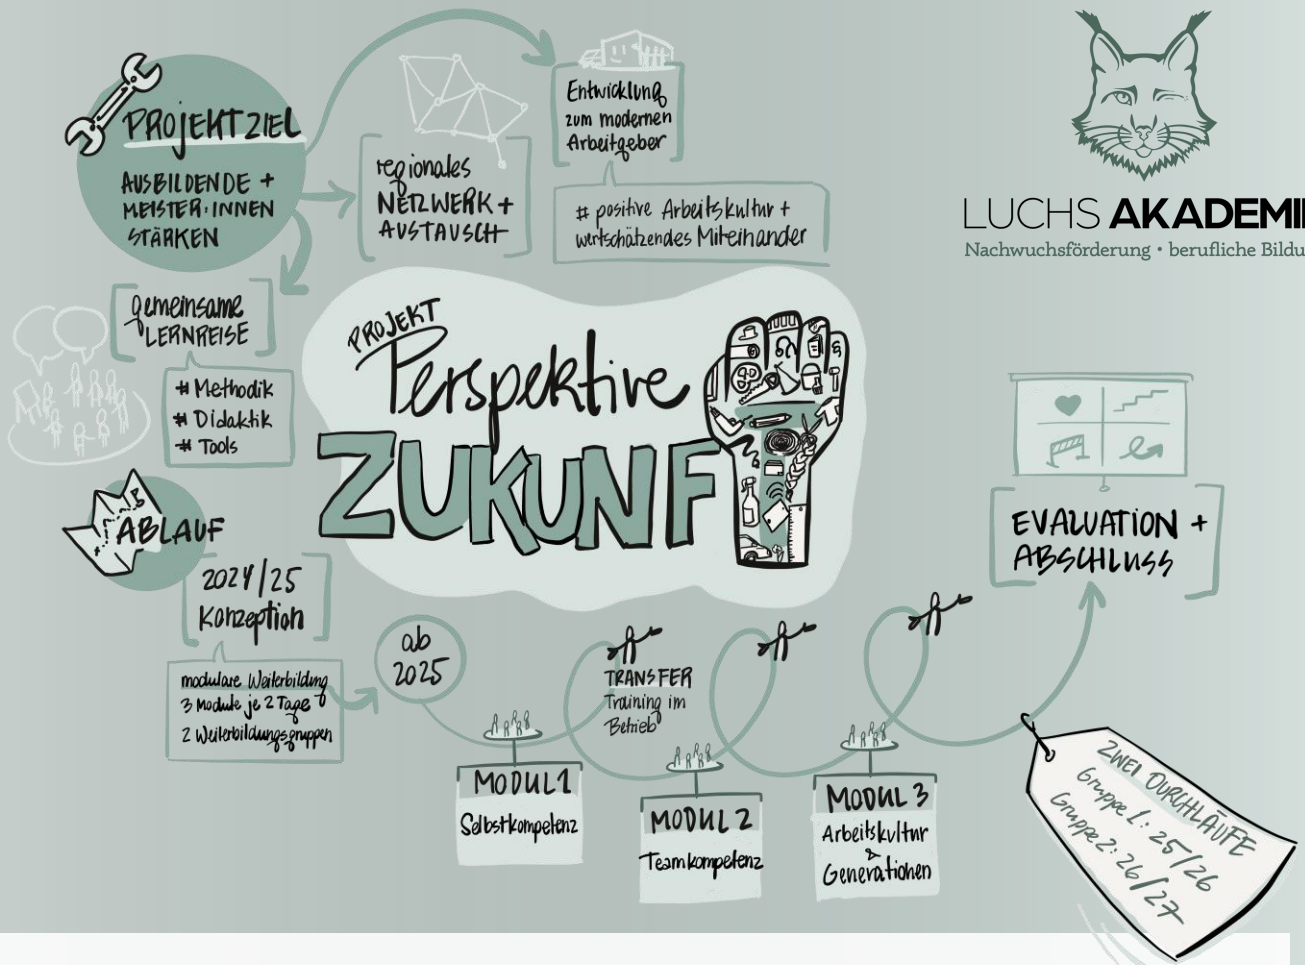 PROJEKTZIEL
AUSBILDENDE +
MEISTER:INNEN
STÄRKEN
regionales
NETZWERK +
AUSTAUSCH
Entwicklung
zum modernen
Arbeitgeber
# positive Arbeitskultur +
wertschätzendes Miteinander
LUCHS AKADEMIE
Nachwuchsförderung • berufliche Bildu
gemeinsame
LERNREISE
# Methodik
# Didaktik
# Tools
PROJEKT
Perspektive
ZUKUNF
ABLAUF
2024/25
Konzeption
modulare Weiterbildung
3 Module je 2 Tage
2 Weiterbildungsgruppen
ab
2025
TRANSFER
Training im
Betrieb
MODUL 1
Selbstkompetenz
MODUL 2
Teamkompetenz
MODUL 3
Arbeitskultur
&
Generationen
EVALUATION +
ABSCHLUSS
ZWEI DURCHLÄUFE
Gruppe 1: 25/26
Gruppe 2: 26/27